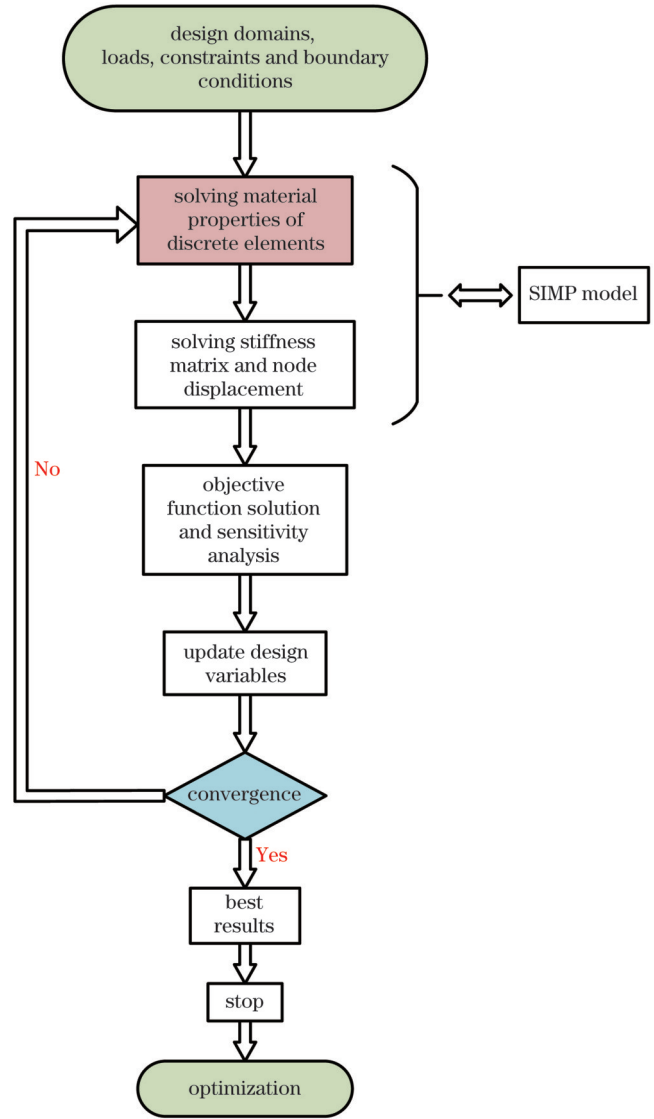 design domains,
loads, constraints and boundary
conditions
solving material
properties of
discrete elements
SIMP model
solving stiffness
matrix and node
displacement
No
objective
function solution
and sensitivity
analysis
update design
variables
convergence
Yes
best
results
stop
optimization